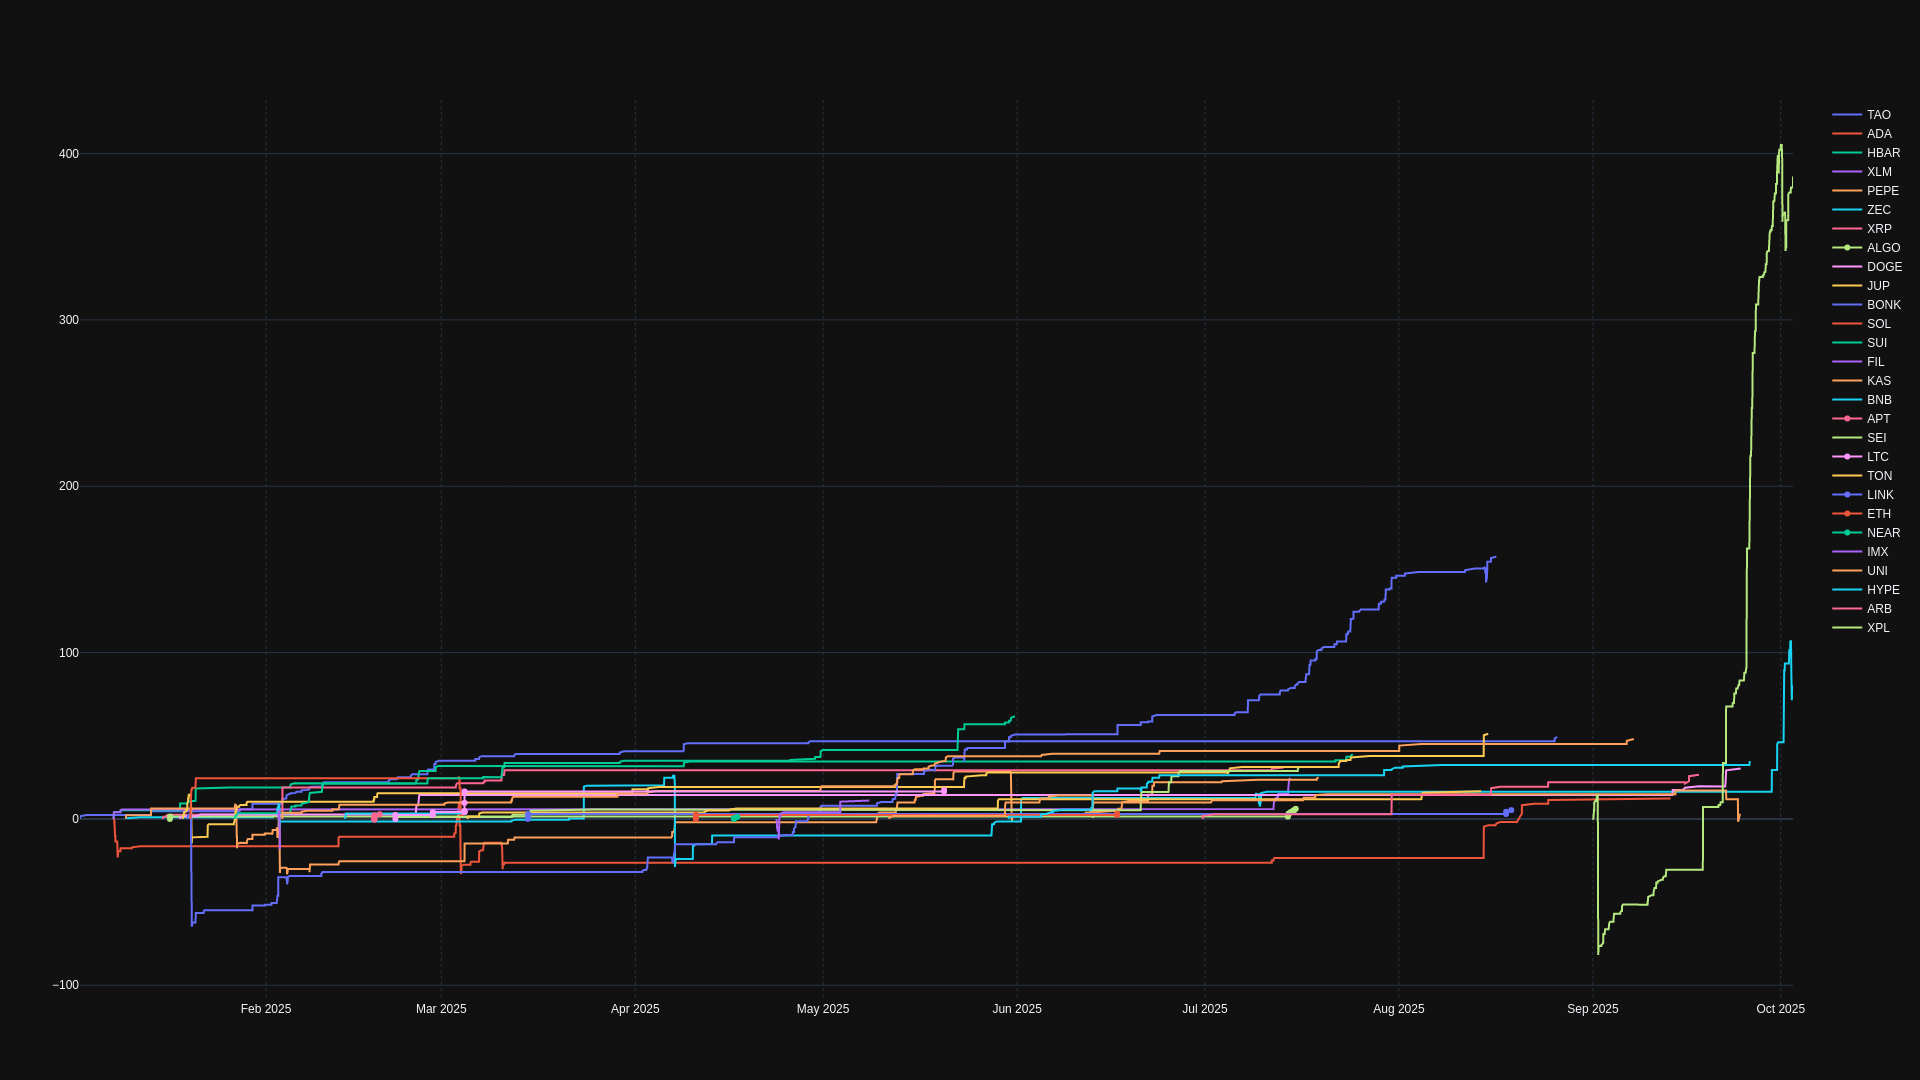 400
300
200
100
0
−100
Feb 2025
Mar 2025
Apr 2025
May 2025
Jun 2025
Jul 2025
Aug 2025
Sep 2025
Oct 2025
TAO
ADA
HBAR
XLM
PEPE
ZEC
XRP
ALGO
DOGE
JUP
BONK
SOL
SUI
FIL
KAS
BNB
APT
SEI
LTC
TON
LINK
ETH
NEAR
IMX
UNI
HYPE
ARB
XPL